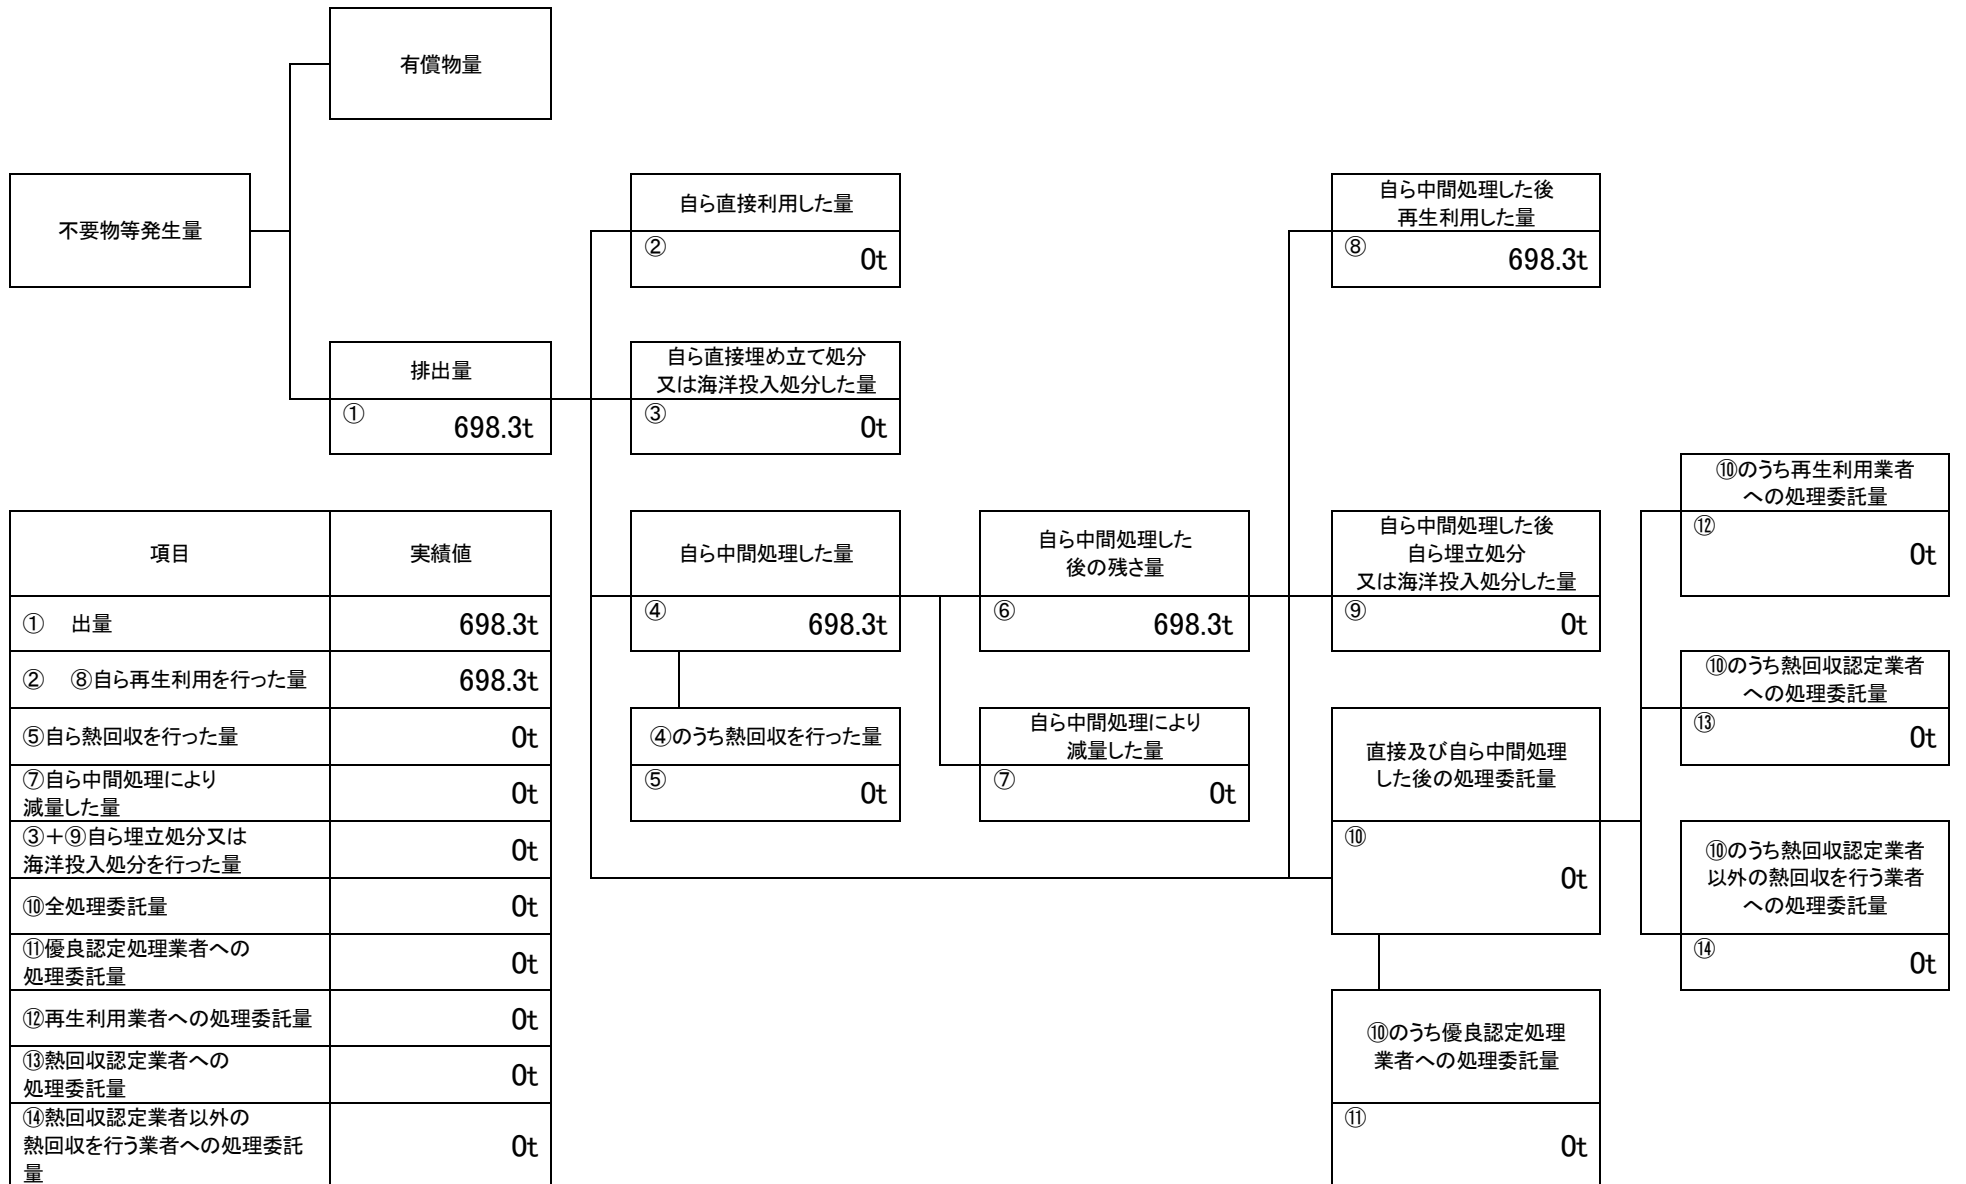 有償物量
不要物等発生量
自ら直接利用した量
②
0t
自ら中間処理した後
再生利用した量
⑧
698.3t
排出量
①
698.3t
自ら直接埋め立て処分
又は海洋投入処分した量
③
0t
自ら中間処理した量
④
698.3t
自ら中間処理した
後の残さ量
⑥
698.3t
自ら中間処理した後
自ら埋立処分
又は海洋投入処分した量
⑨
0t
⑩のうち再生利用業者
への処理委託量
⑫
0t
④のうち熱回収を行った量
⑤
0t
自ら中間処理により
減量した量
⑦
0t
直接及び自ら中間処理
した後の処理委託量
⑩
0t
⑩のうち熱回収認定業者
への処理委託量
⑬
0t
⑩のうち熱回収認定業者
以外の熱回収を行う業者
への処理委託量
⑭
0t
⑩のうち優良認定処理
業者への処理委託量
⑪
0t
項目 実績値
① 出量 698.3t
② ⑧自ら再生利用を行った量 698.3t
⑤自ら熱回収を行った量 0t
⑦自ら中間処理により
減量した量 0t
③+⑨自ら埋立処分又は
海洋投入処分を行った量 0t
⑩全処理委託量 0t
⑪優良認定処理業者への
処理委託量 0t
⑫再生利用業者への処理委託量 0t
⑬熱回収認定業者への
処理委託量 0t
⑭熱回収認定業者以外の
熱回収を行う業者への処理委託 0t
量